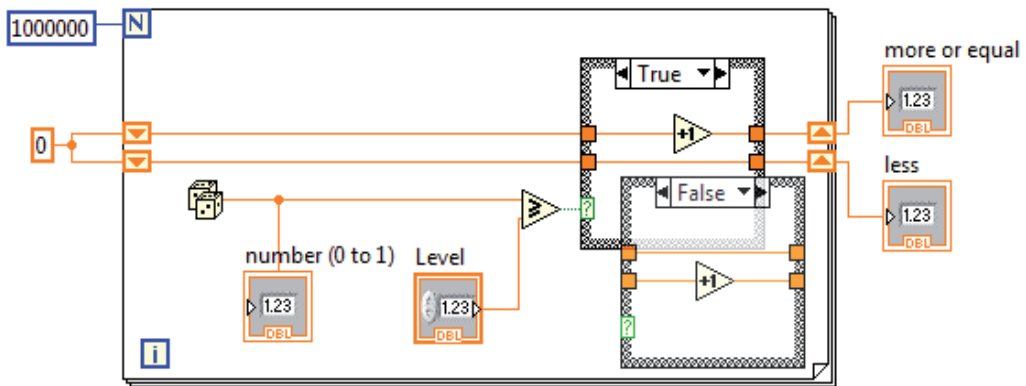 1000000
N
more or equal
True
1.23
DBL
+1
0
less
False
1.23
DBL
?
number (0 to 1)
Level
+1
1.23
DBL
1.23
DBL
?
i